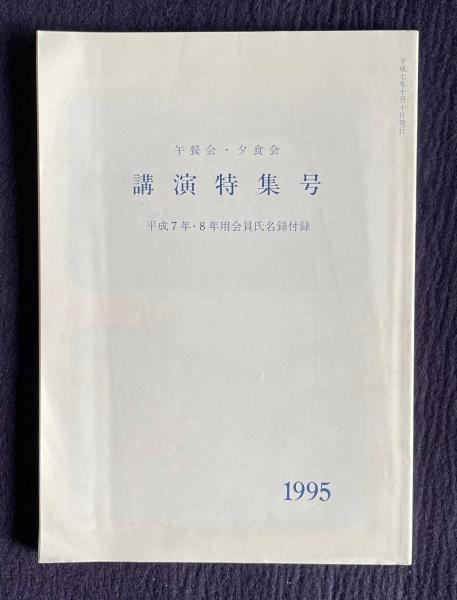 平成七年十月十日発行
午餐会・夕食会
講演特集号
平成7年・8年用会員氏名録付録
1995